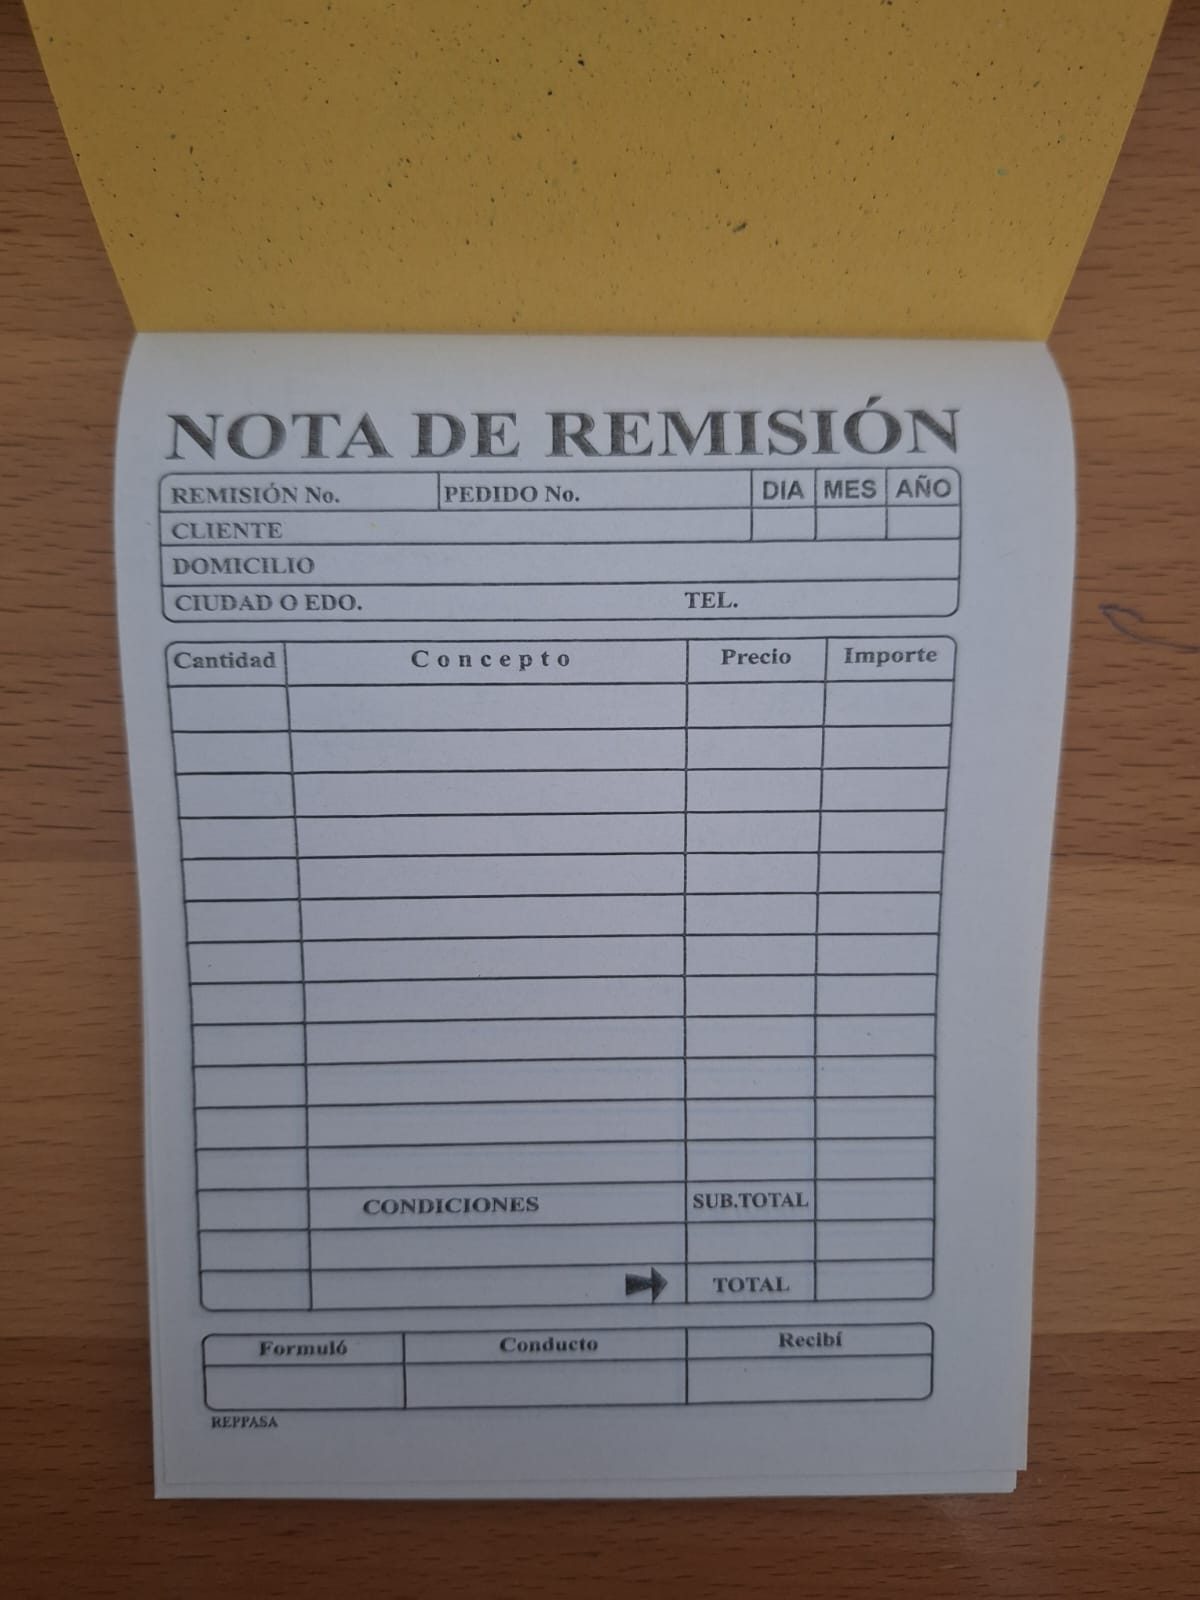 NOTA DE REMISIÓN
REMISIÓN No. PEDIDO No. DIA MES AÑO
CLIENTE
DOMICILIO
CIUDAD O EDO. TEL.
Cantidad Concepto Precio Importe
CONDICIONES SUB.TOTAL
TOTAL
Formuló Conducto Recibí
REPPASA